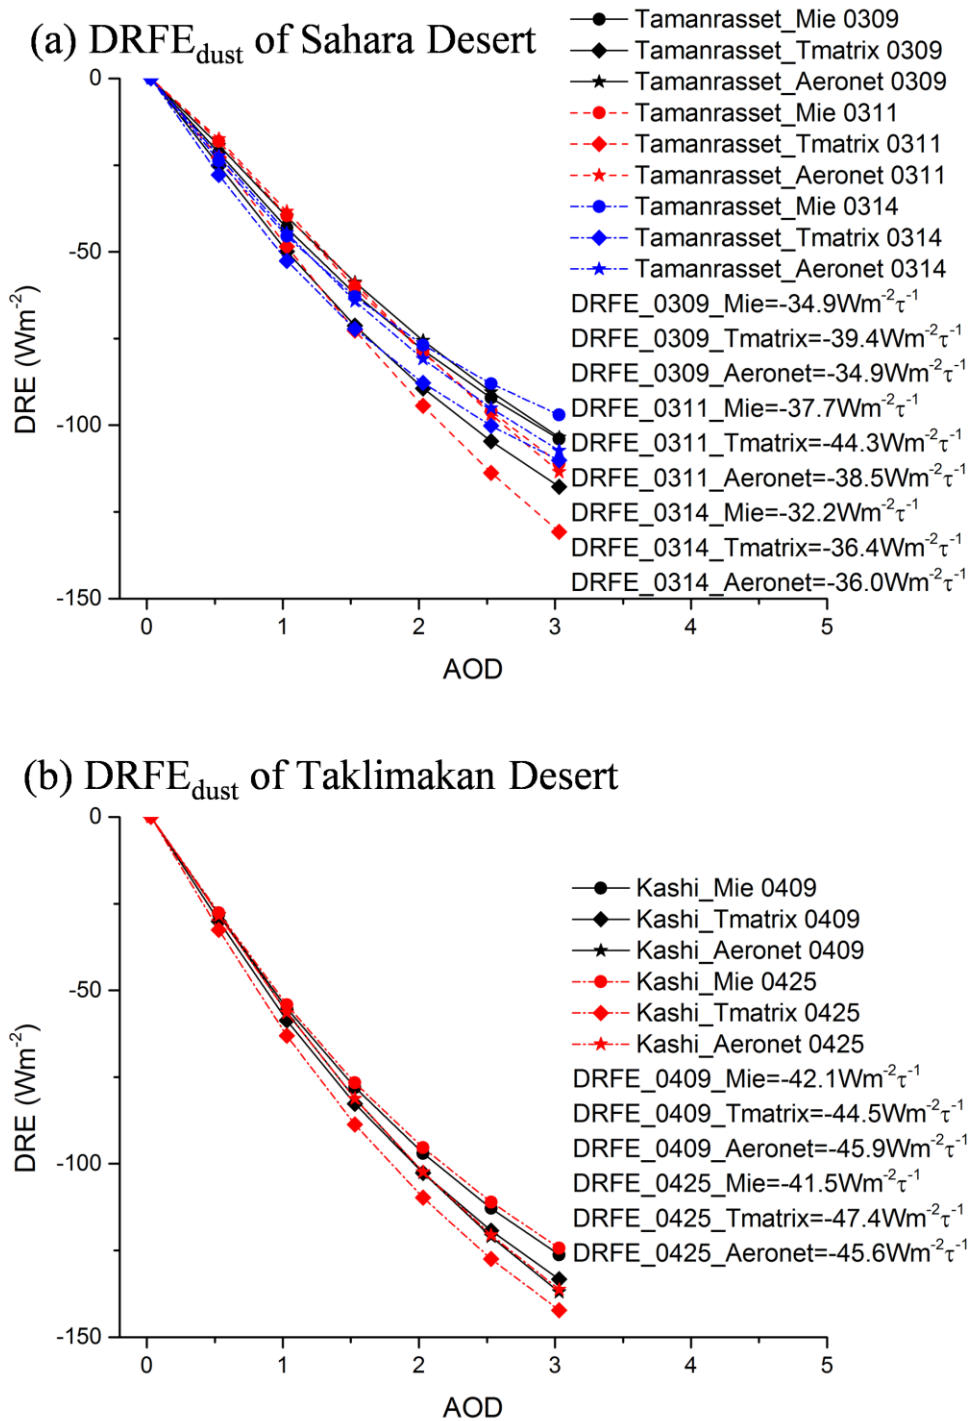 (a) DRFEdust of Sahara Desert
Tamanrasset_Mie 0309
Tamanrasset_Tmatrix 0309
Tamanrasset_Aeronet 0309
Tamanrasset_Mie 0311
Tamanrasset_Tmatrix 0311
Tamanrasset_Aeronet 0311
Tamanrasset_Mie 0314
Tamanrasset_Tmatrix 0314
Tamanrasset_Aeronet 0314
DRFE_0309_Mie=-34.9Wm⁻²τ⁻¹
DRFE_0309_Tmatrix=-39.4Wm⁻²τ⁻¹
DRFE_0309_Aeronet=-34.9Wm⁻²τ⁻¹
DRFE_0311_Mie=-37.7Wm⁻²τ⁻¹
DRFE_0311_Tmatrix=-44.3Wm⁻²τ⁻¹
DRFE_0311_Aeronet=-38.5Wm⁻²τ⁻¹
DRFE_0314_Mie=-32.2Wm⁻²τ⁻¹
DRFE_0314_Tmatrix=-36.4Wm⁻²τ⁻¹
DRFE_0314_Aeronet=-36.0Wm⁻²τ⁻¹
0
-50
-100
-150
DRE (Wm⁻²)
0 1 2 3 4 5
AOD
(b) DRFEdust of Taklimakan Desert
Kashi_Mie 0409
Kashi_Tmatrix 0409
Kashi_Aeronet 0409
Kashi_Mie 0425
Kashi_Tmatrix 0425
Kashi_Aeronet 0425
DRFE_0409_Mie=-42.1Wm⁻²τ⁻¹
DRFE_0409_Tmatrix=-44.5Wm⁻²τ⁻¹
DRFE_0409_Aeronet=-45.9Wm⁻²τ⁻¹
DRFE_0425_Mie=-41.5Wm⁻²τ⁻¹
DRFE_0425_Tmatrix=-47.4Wm⁻²τ⁻¹
DRFE_0425_Aeronet=-45.6Wm⁻²τ⁻¹
0
-50
-100
-150
DRE (Wm⁻²)
0 1 2 3 4 5
AOD